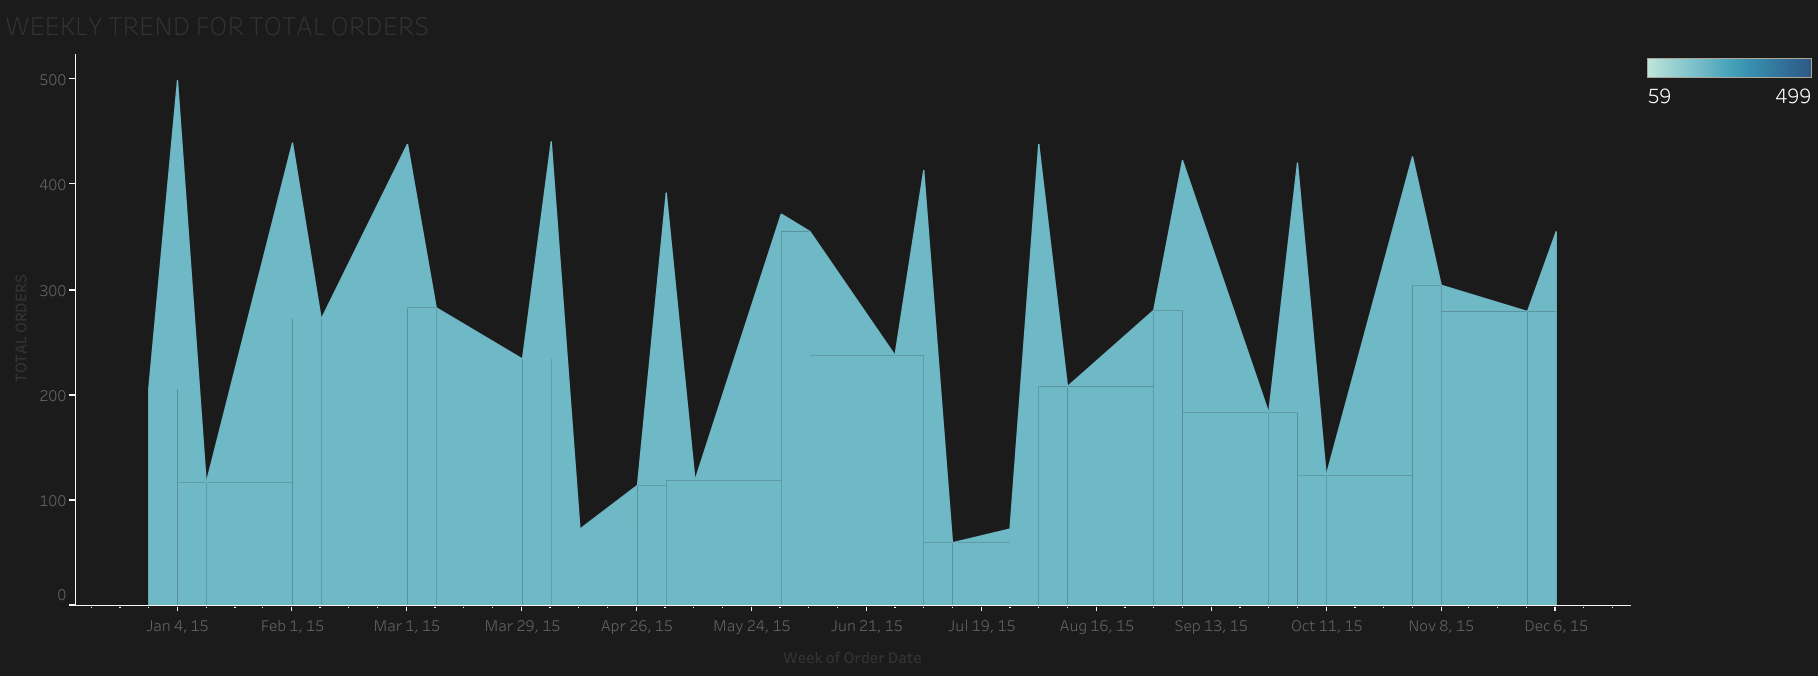 WEEKLY TREND FOR TOTAL ORDERS
59 499
TOTAL ORDERS
500
400
300
200
100
0
Jan 4, 15 Feb 1, 15 Mar 1, 15 Mar 29, 15 Apr 26, 15 May 24, 15 Jun 21, 15 Jul 19, 15 Aug 16, 15 Sep 13, 15 Oct 11, 15 Nov 8, 15 Dec 6, 15
Week of Order Date